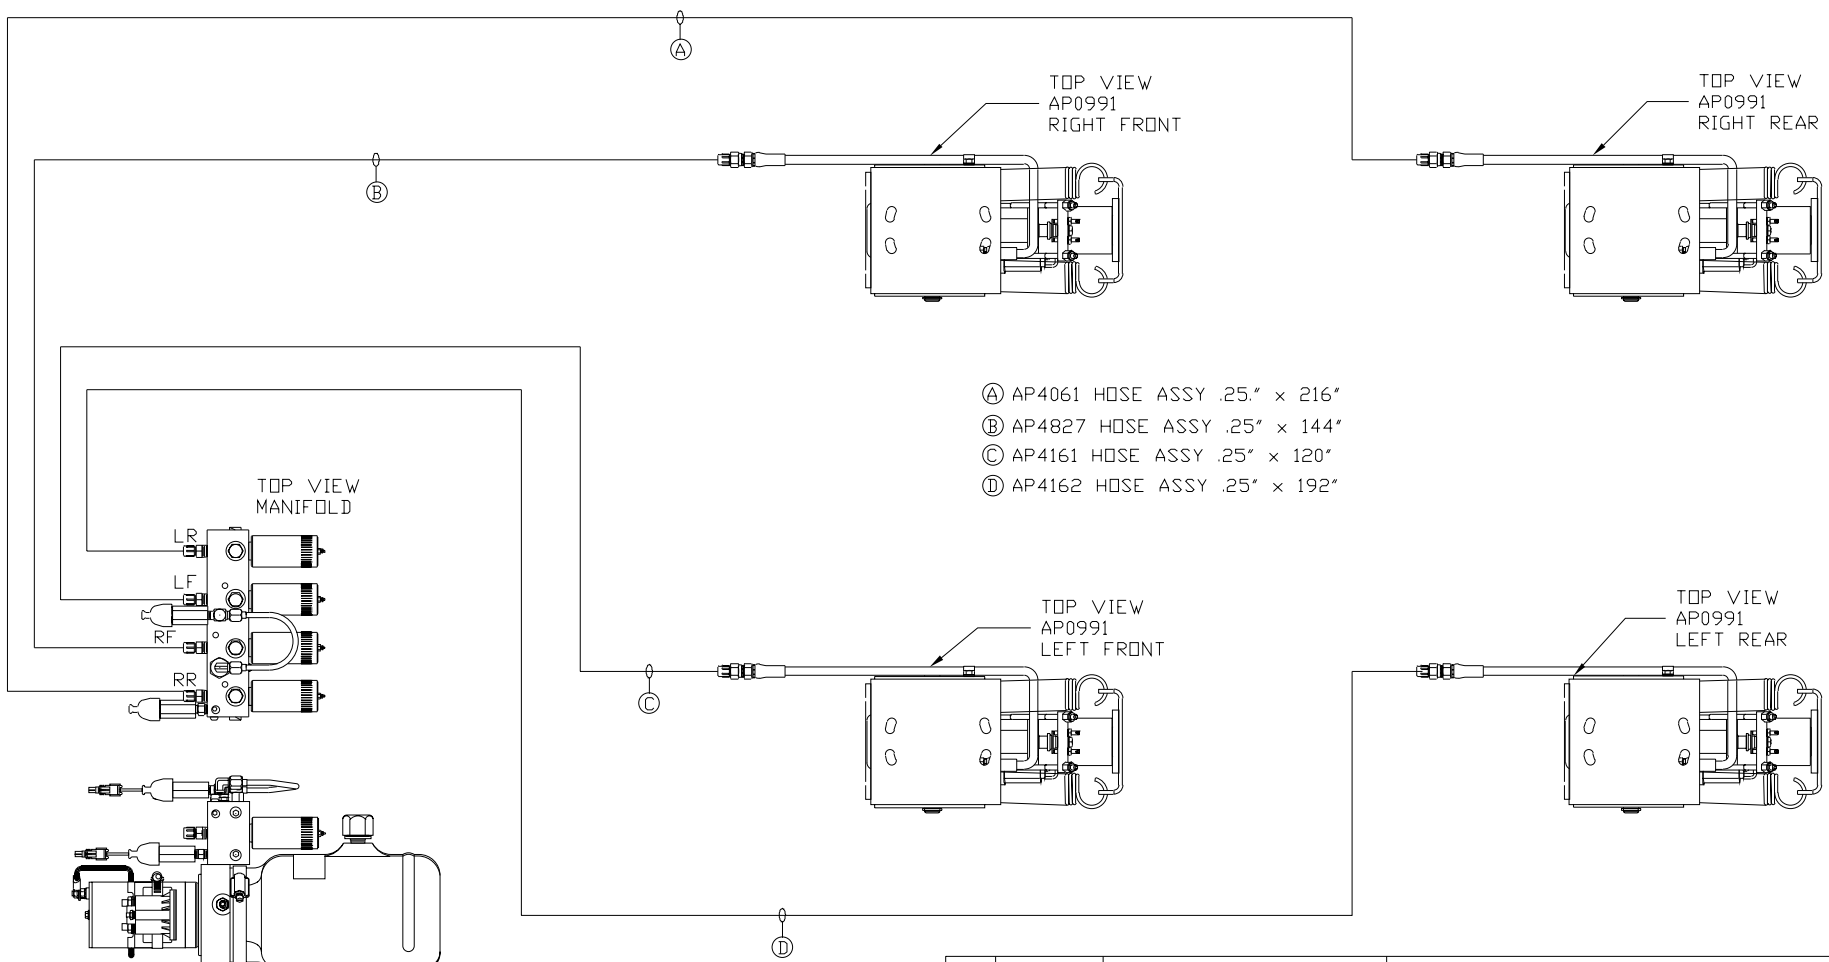 A
TOP VIEW
AP0991
RIGHT FRONT
TOP VIEW
AP0991
RIGHT REAR
B
A AP4061 HOSE ASSY .25." x 216"
B AP4827 HOSE ASSY .25" x 144"
C AP4161 HOSE ASSY .25" x 120"
D AP4162 HOSE ASSY .25" x 192"
TOP VIEW
MANIFOLD
LR
LF
RF
RR
TOP VIEW
AP0991
LEFT FRONT
TOP VIEW
AP0991
LEFT REAR
C
D